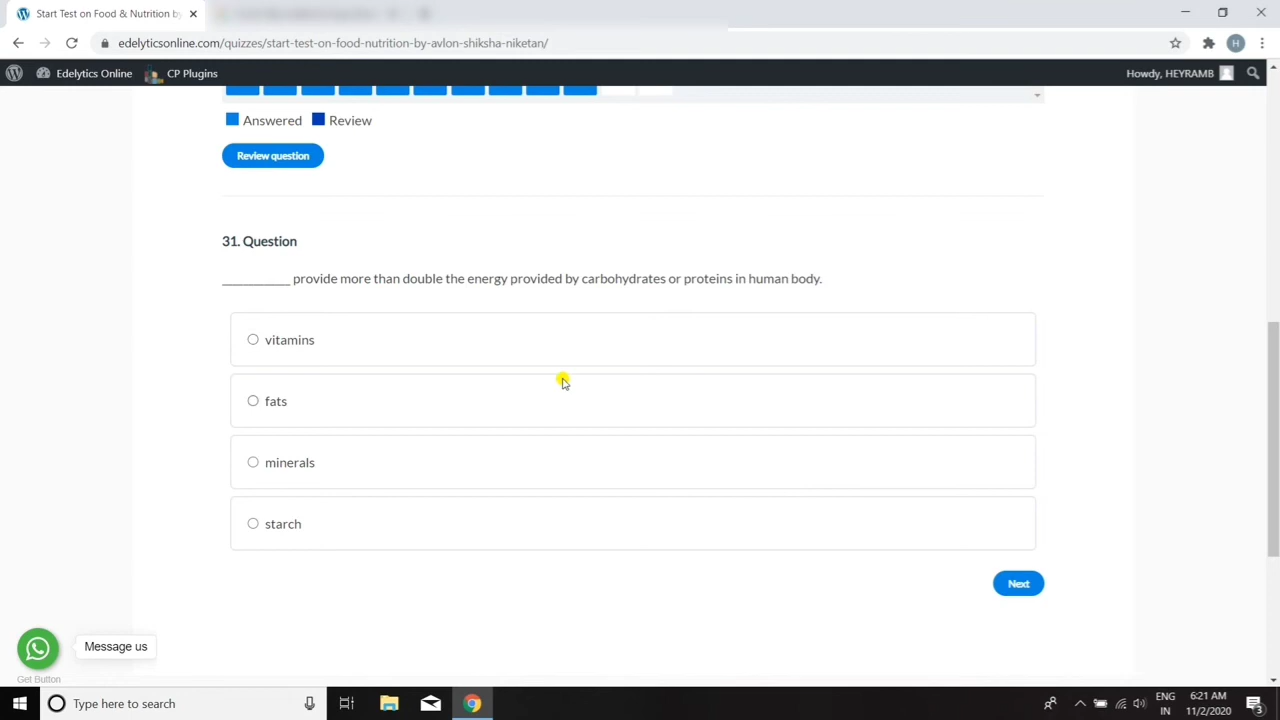 Start Test on Food & Nutrition by
edelyticsonline.com/quizzes/start-test-on-food-nutrition-by-avlon-shiksha-niketan/
H
Edelytics Online
CP Plugins
Howdy, HEYRAMB
Answered
Review
Review question
31. Question
____________ provide more than double the energy provided by carbohydrates or proteins in human body.
vitamins
fats
minerals
starch
Next
Message us
Get Button
Type here to search
ENG
IN
6:21 AM
11/2/2020
3